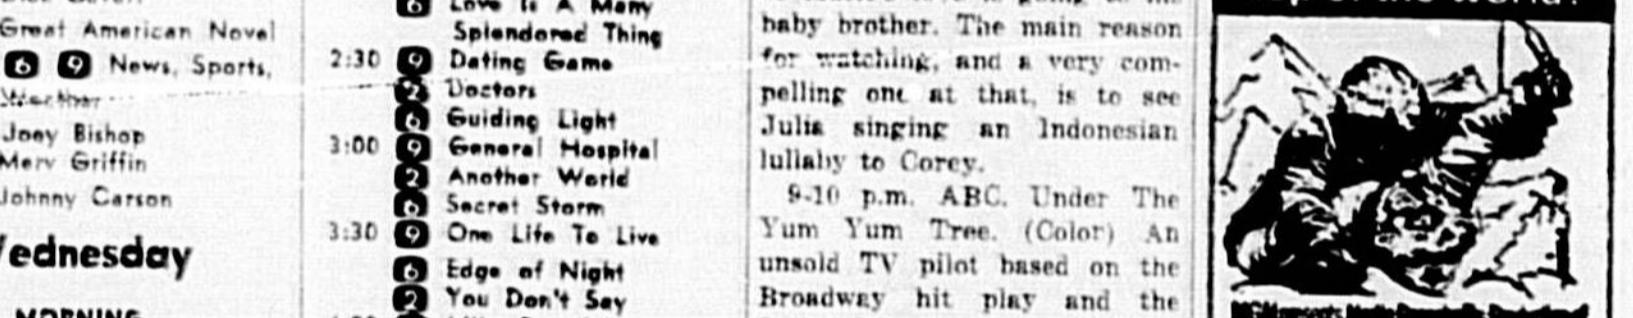 Great American Novel
6 9 News, Sports,
Weather
Joey Bishop
Merv Griffin
Johnny Carson
Wednesday
MORNING
6 Love Is A Many
Splendored Thing
2:30 9 Dating Game
2 Doctors
6 Guiding Light
3:00 9 General Hospital
2 Another World
6 Secret Storm
3:30 9 One Life To Live
6 Edge of Night
2 You Don't Say
baby brother. The main reason
for watching, and a very com-
pelling one at that, is to see
Julia singing an Indonesian
lullaby to Corey.
9-10 p.m. ABC. Under The
Yum Yum Tree. (Color) An
unsold TV pilot based on the
Broadway hit play and the